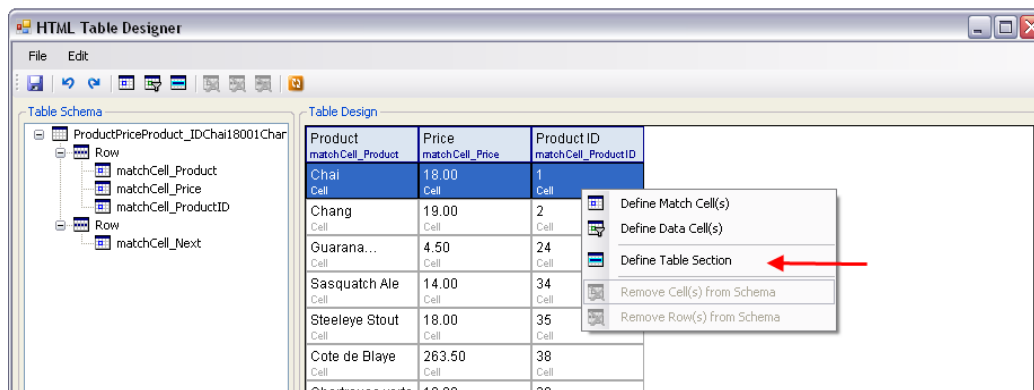 HTML Table Designer
File Edit
Table Schema
ProductPriceProduct_IDChai18001Char
Row
matchCell_Product
matchCell_Price
matchCell_ProductID
Row
matchCell_Next
Table Design
Product Price Product ID
matchCell_Product matchCell_Price matchCell_ProductID
Chai 18.00 1
Cell Cell Cell
Chang 19.00 2
Cell Cell Cell
Guarana... 4.50 24
Cell Cell Cell
Sasquatch Ale 14.00 34
Cell Cell Cell
Steeleye Stout 18.00 35
Cell Cell Cell
Cote de Blaye 263.50 38
Cell Cell Cell
Define Match Cell(s)
Define Data Cell(s)
Define Table Section
Remove Cell(s) from Schema
Remove Row(s) from Schema